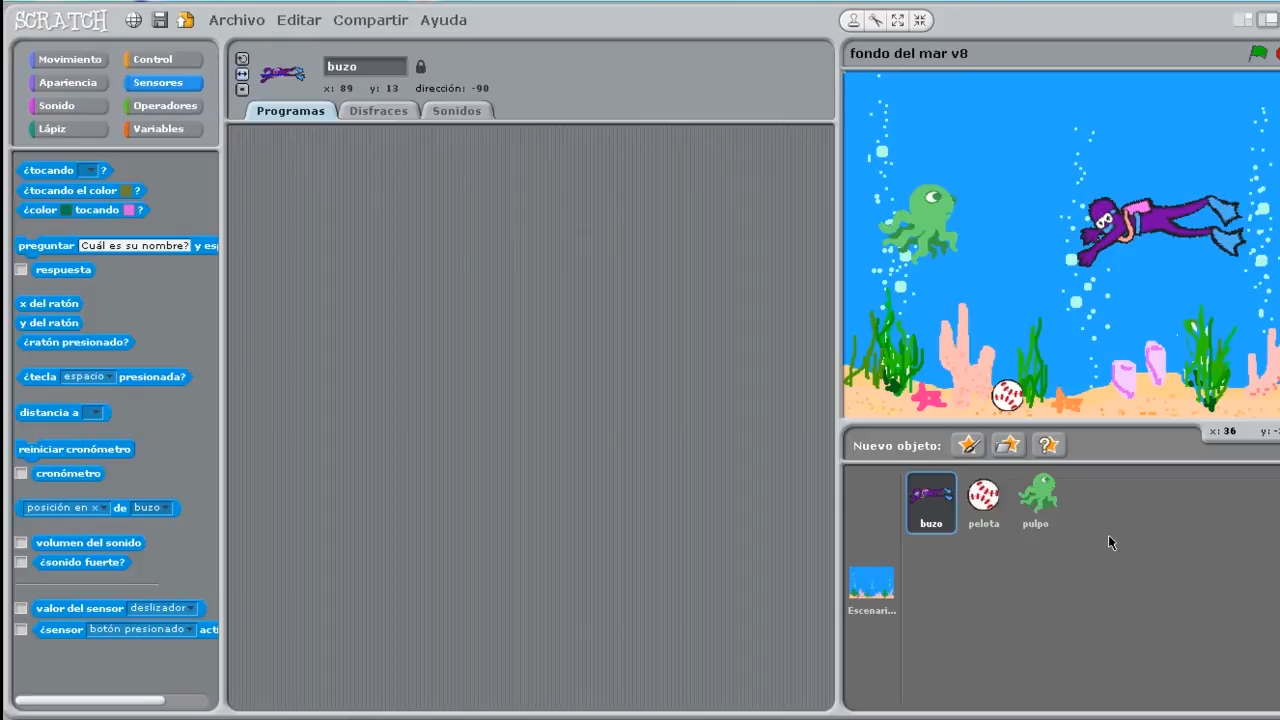 SCRATCH Archivo Editar Compartir Ayuda
Movimiento Control
Apariencia Sensores
Sonido Operadores
Lápiz Variables
¿tocando ?
¿tocando el color ?
¿color tocando ?
preguntar Cuál es su nombre? y esp
respuesta
x del ratón
y del ratón
¿ratón presionado?
¿tecla espacio presionada?
distancia a
reiniciar cronómetro
cronómetro
posición en x de buzo
volumen del sonido
¿sonido fuerte?
valor del sensor deslizador
¿sensor botón presionado acti
buzo
x: 89 y: 13 dirección: -90
Programas Disfraces Sonidos
fondo del mar v8
x: 36 y:
Nuevo objeto:
buzo pelota pulpo
Escenari...